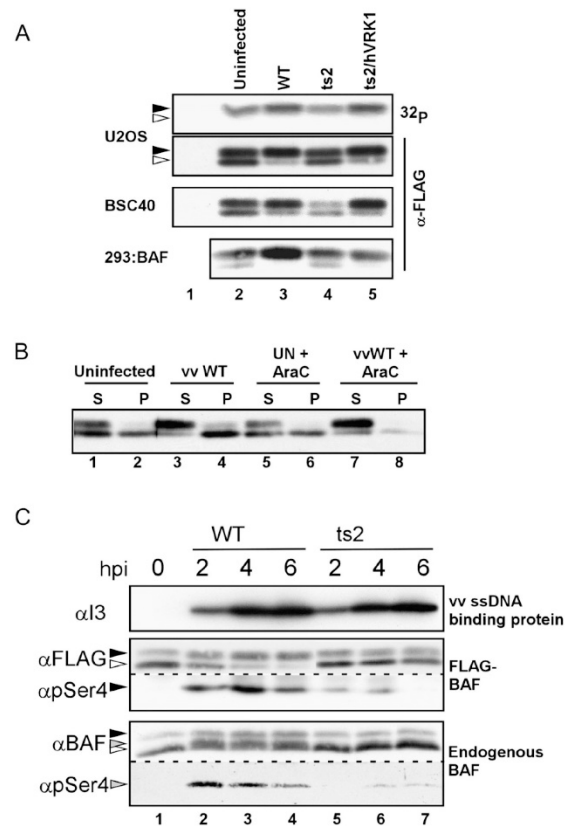 A
Uninfected
WT
ts2
ts2/hVRK1
32P
U2OS
BSC40
293:BAF
α-FLAG
1 2 3 4 5
B
Uninfected vv WT UN + AraC vvWT + AraC
S P S P S P S P
1 2 3 4 5 6 7 8
C
WT ts2
hpi 0 2 4 6 2 4 6
αI3 vv ssDNA binding protein
αFLAG
αpSer4
FLAG-BAF
αBAF
αpSer4
Endogenous BAF
1 2 3 4 5 6 7